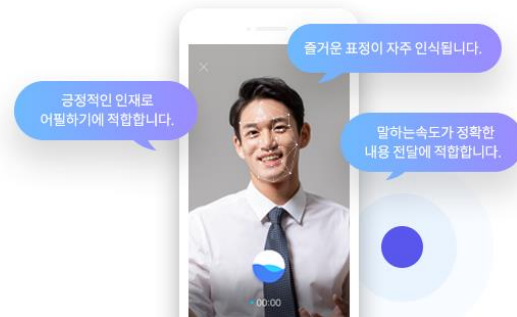 즐거운 표정이 자주 인식됩니다.
긍정적인 인재로
어필하기에 적합합니다.
말하는속도가 정확한
내용 전달에 적합합니다.
00:00